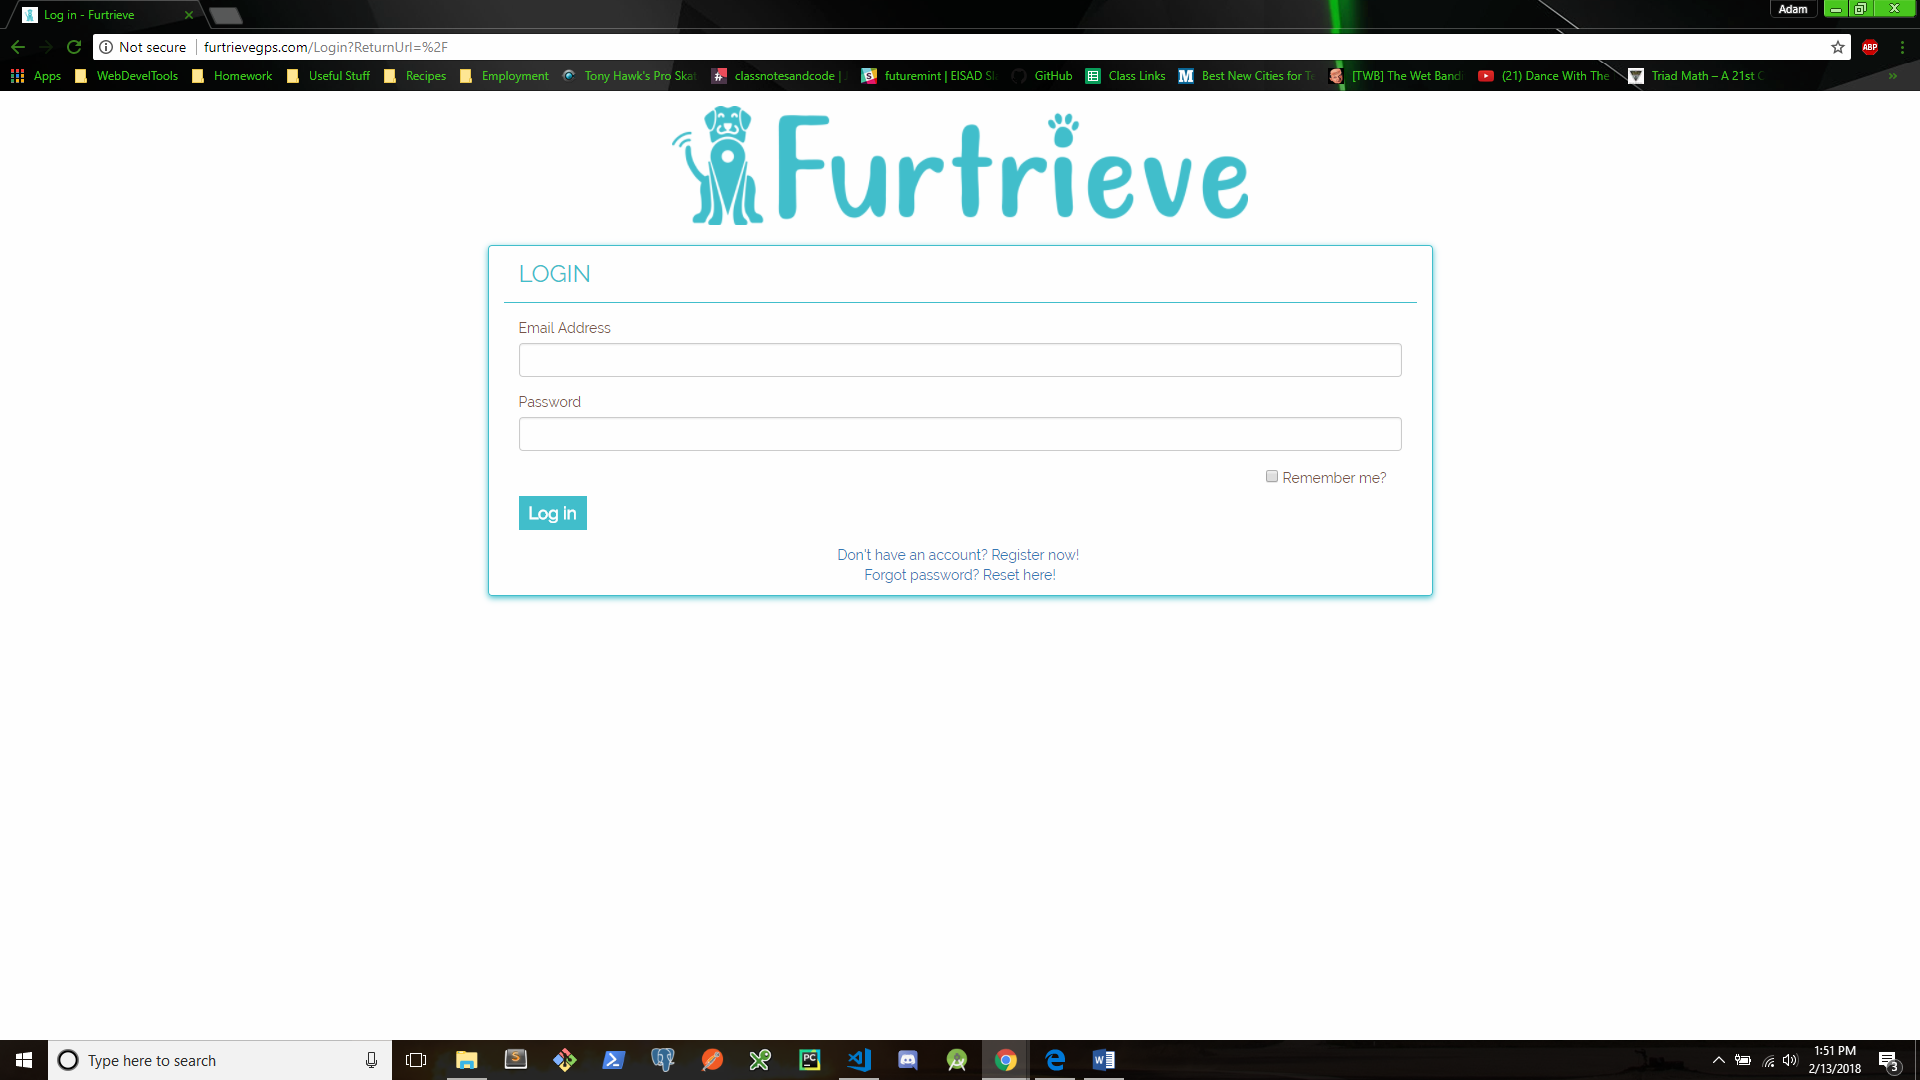 Log in - Furtrieve
Adam
Not secure furtrievegps.com/Login?ReturnUrl=%2F
ABP
Apps WebDevelTools Homework Useful Stuff Recipes Employment Tony Hawk's Pro Skat classnotesandcode | futuremint | EISAD Sl GitHub Class Links Best New Cities for Te [TWB] The Wet Band (21) Dance With The Triad Math – A 21st C
Furtrieve
LOGIN
Email Address
Password
Remember me?
Log in
Don't have an account? Register now!
Forgot password? Reset here!
Type here to search
1:51 PM
2/13/2018
3